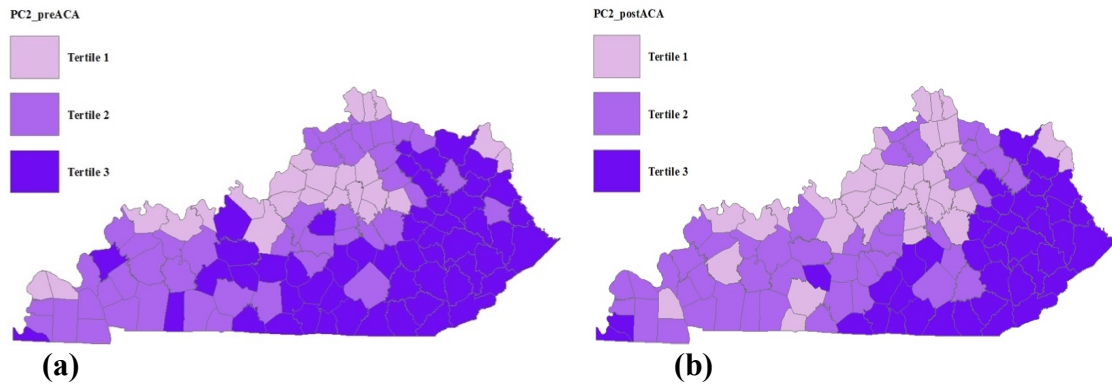 PC2_preACA
Tertile 1
Tertile 2
Tertile 3
(a)
PC2_postACA
Tertile 1
Tertile 2
Tertile 3
(b)